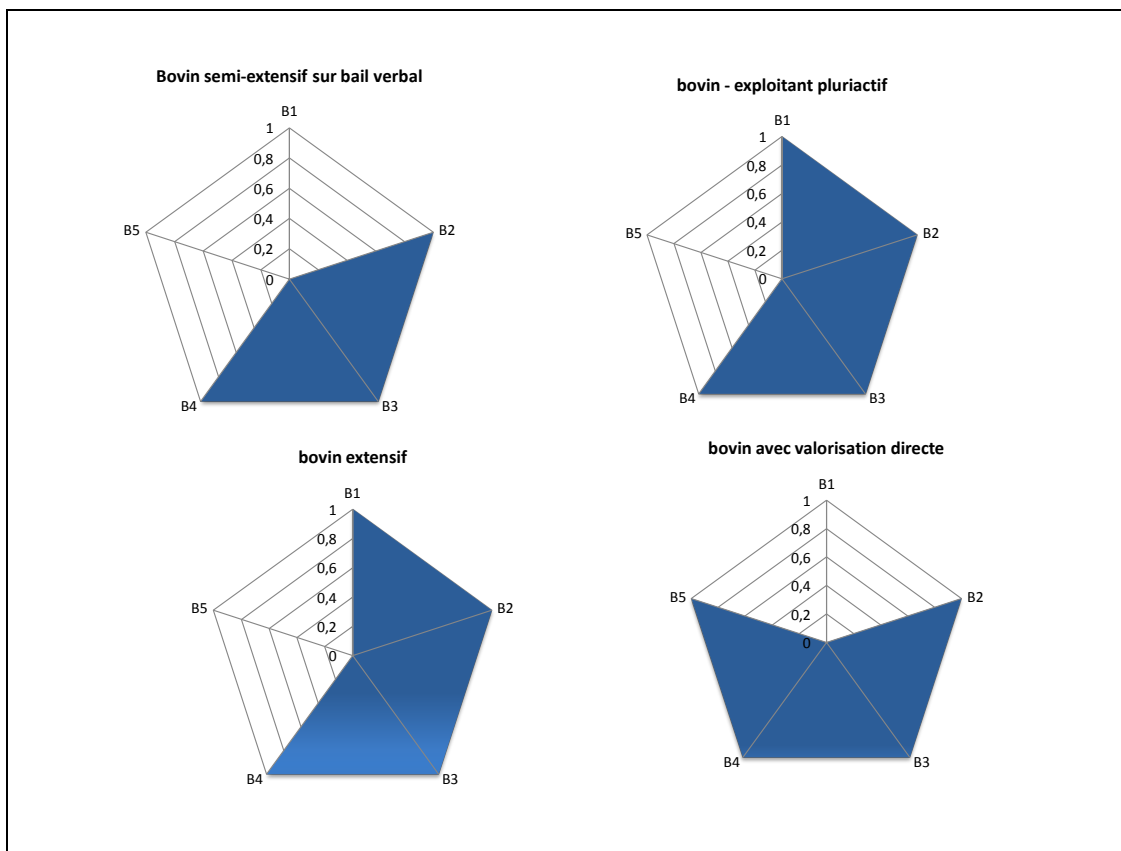 Bovin semi-extensif sur bail verbal
B1
1
0,8
0,6
0,4
0,2
0
B2
B3
B4
B5
bovin - exploitant pluriactif
B1
1
0,8
0,6
0,4
0,2
0
B2
B3
B4
B5
bovin extensif
B1
1
0,8
0,6
0,4
0,2
0
B2
B3
B4
B5
bovin avec valorisation directe
B1
1
0,8
0,6
0,4
0,2
0
B2
B3
B4
B5